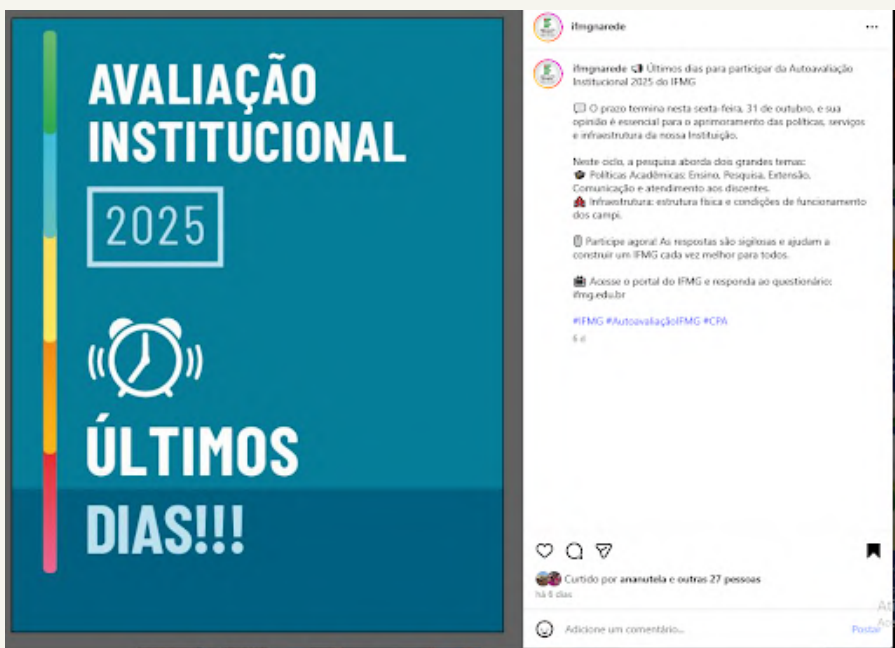 AVALIAÇÃO
INSTITUCIONAL
2025
ÚLTIMOS
DIAS!!!
ifmgnarede
ifmgnarede 📢 Últimos dias para participar da Autoavaliação
Institucional 2025 do IFMG
💬 O prazo termina nesta sexta-feira, 31 de outubro, e sua
opinião é essencial para o aprimoramento das políticas, serviços
e infraestrutura da nossa Instituição.
Neste ciclo, a pesquisa aborda dois grandes temas:
🎓 Políticas Acadêmicas: Ensino, Pesquisa, Extensão,
Comunicação e atendimento aos discentes.
🏫 Infraestrutura: estrutura física e condições de funcionamento
dos campi.
Participe agora! As respostas são sigilosas e ajudam a
construir um IFMG cada vez melhor para todos.
Acesse o portal do IFMG e responda ao questionário:
ifmg.edu.br
#IFMG #AutoavaliaçãoIFMG #CPA
6 d
Curtido por ananutela e outras 27 pessoas
há 6 dias
Adicione um comentário...
Postar